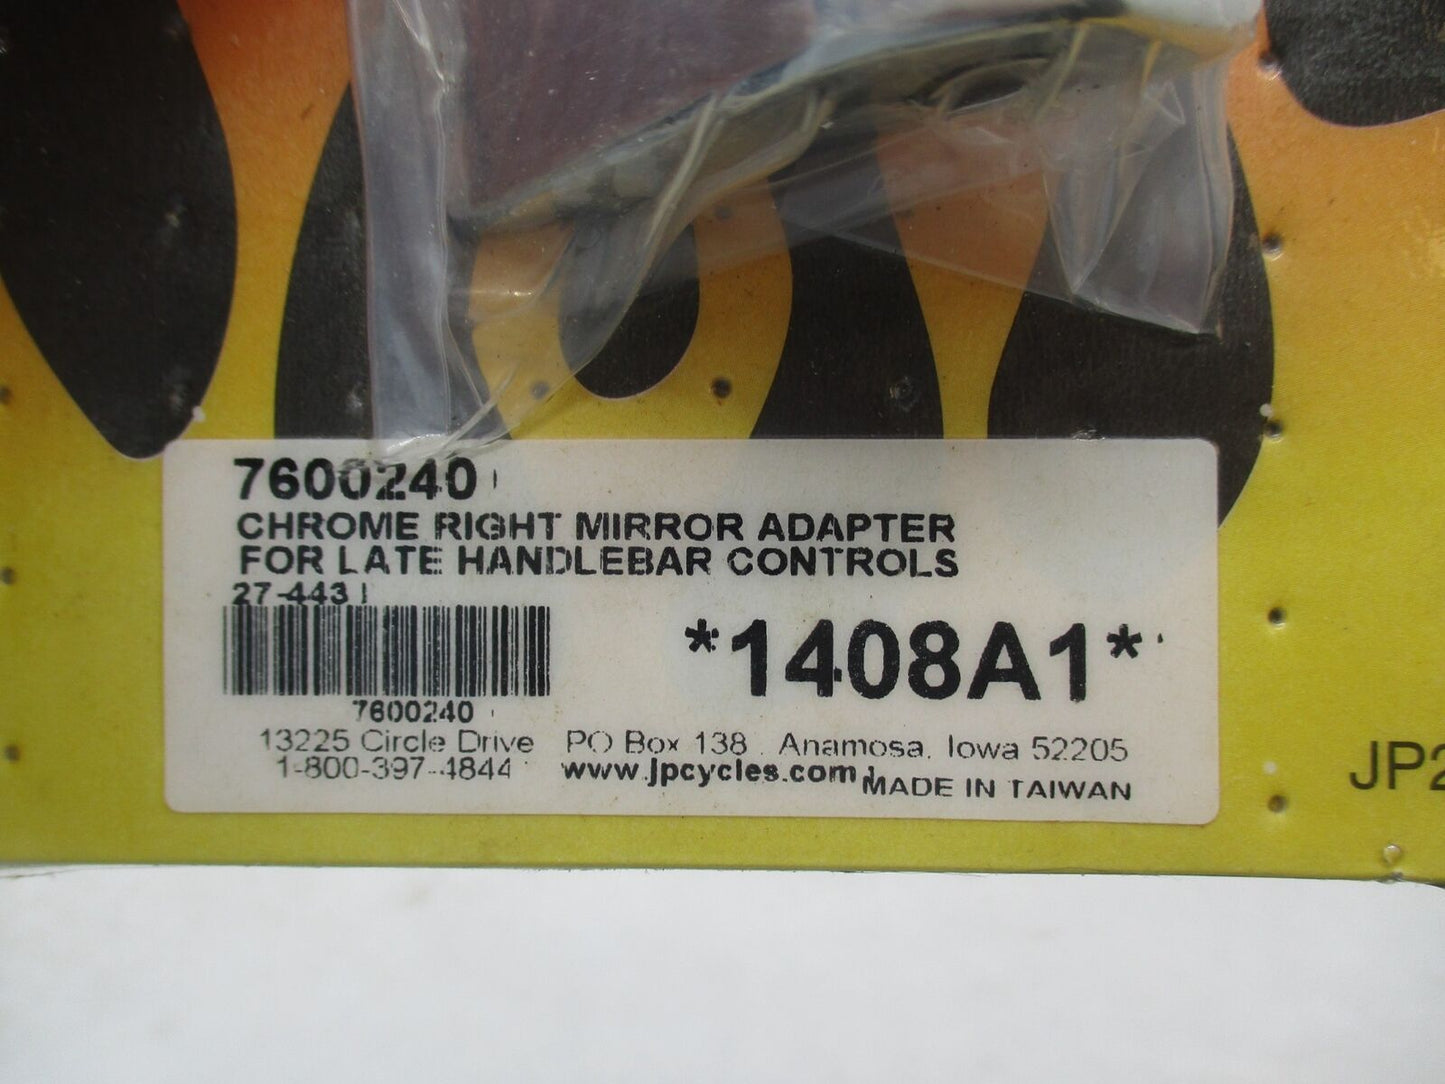 7600240
CHROME RIGHT MIRROR ADAPTER
FOR LATE HANDLEBAR CONTROLS
27-443
*1408A1*
7600240
13225 Circle Drive PO Box 138 . Anamosa, Iowa 52205
1-800-397-4844 www.jpcycles.com
MADE IN TAIWAN
JP2